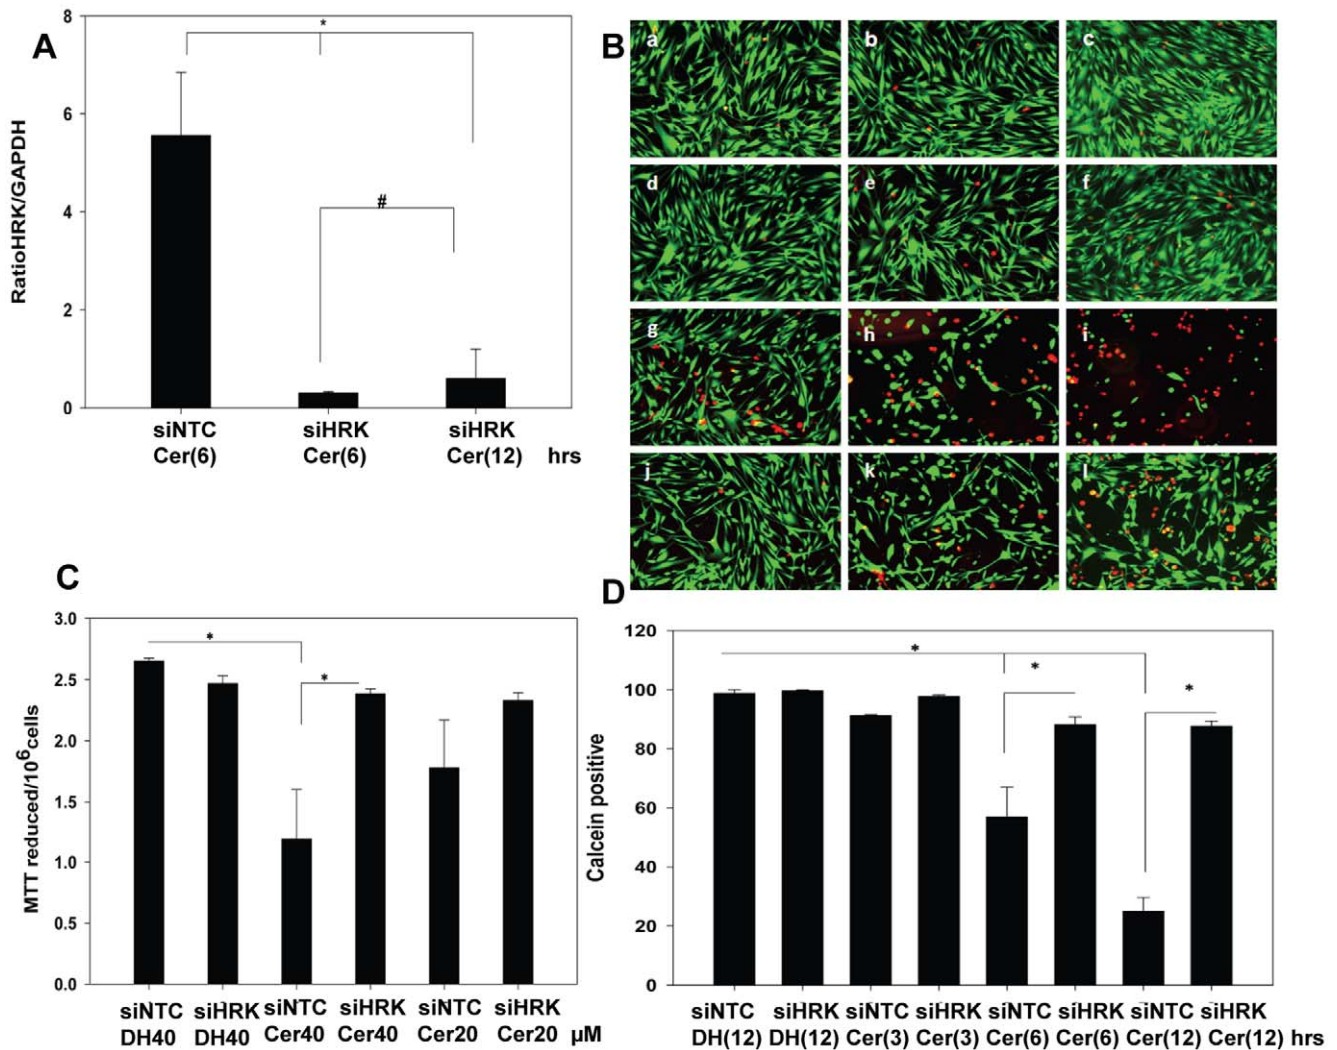 A
8
6
4
2
0
RatioHRK/GAPDH
*
#
siNTC siHRK siHRK
Cer(6) Cer(6) Cer(12) hrs
B
a b c
d e f
g h i
j k l
C
3.0
2.5
2.0
1.5
1.0
0.5
0.0
MTT reduced/10⁶cells
*
*
siNTC siHRK siNTC siHRK siNTC siHRK
DH40 DH40 Cer40 Cer40 Cer20 Cer20 µM
D
120
100
80
60
40
20
0
Calcein positive
*
*
*
siNTC siHRK siNTC siHRK siNTC siHRK siNTC siHRK
DH(12) DH(12) Cer(3) Cer(3) Cer(6) Cer(6) Cer(12) Cer(12) hrs